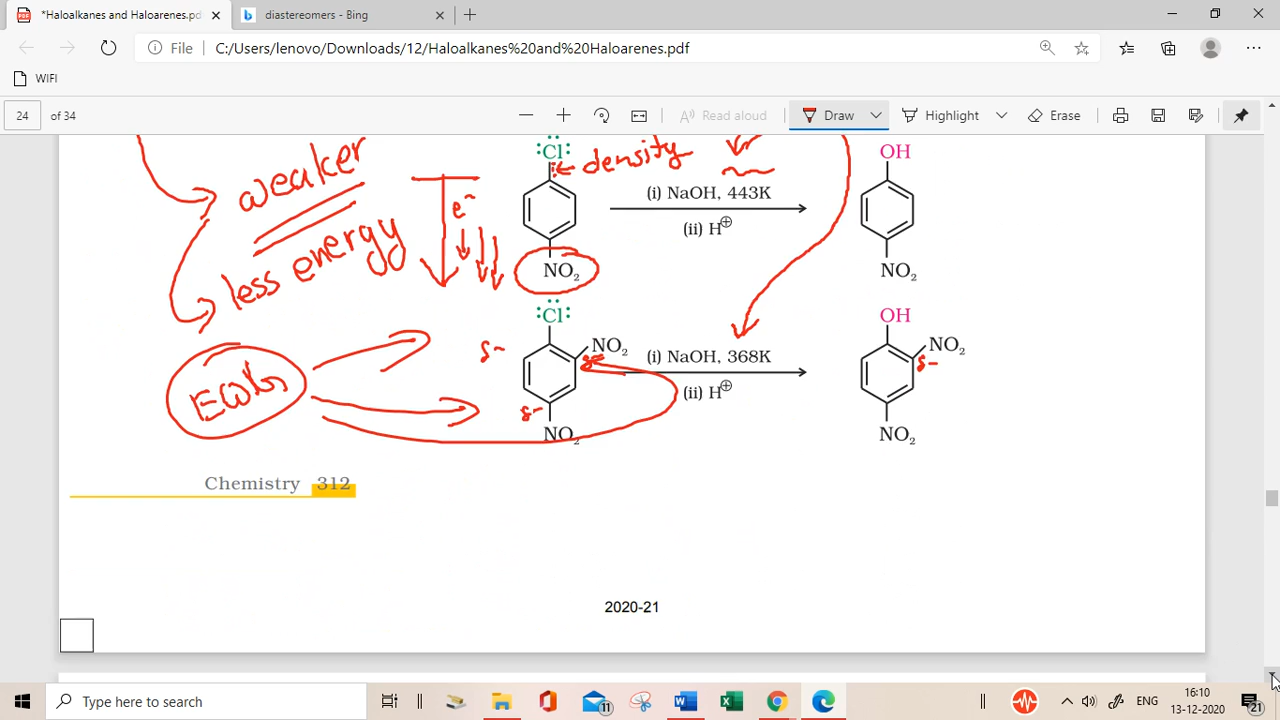 *Haloalkanes and Haloarenes.pd
diastereomers - Bing
File
C:/Users/lenovo/Downloads/12/Haloalkanes%20and%20Haloarenes.pdf
WIFI
24 of 34
Read aloud
Draw
Highlight
Erase
weaker
less energy
e⁻
:Cl:
density
(i) NaOH, 443K
(ii) H⊕
NO₂
OH
NO₂
:Cl:
NO₂
δ-
δ-
NO₂
(i) NaOH, 368K
(ii) H⊕
OH
NO₂
δ-
NO₂
Chemistry 312
2020-21
Type here to search
11
ENG
16:10
13-12-2020
21